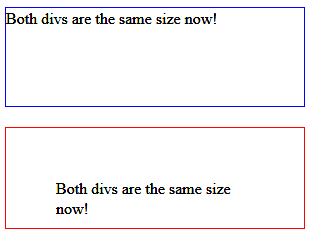 Both divs are the same size now!
Both divs are the same size
now!